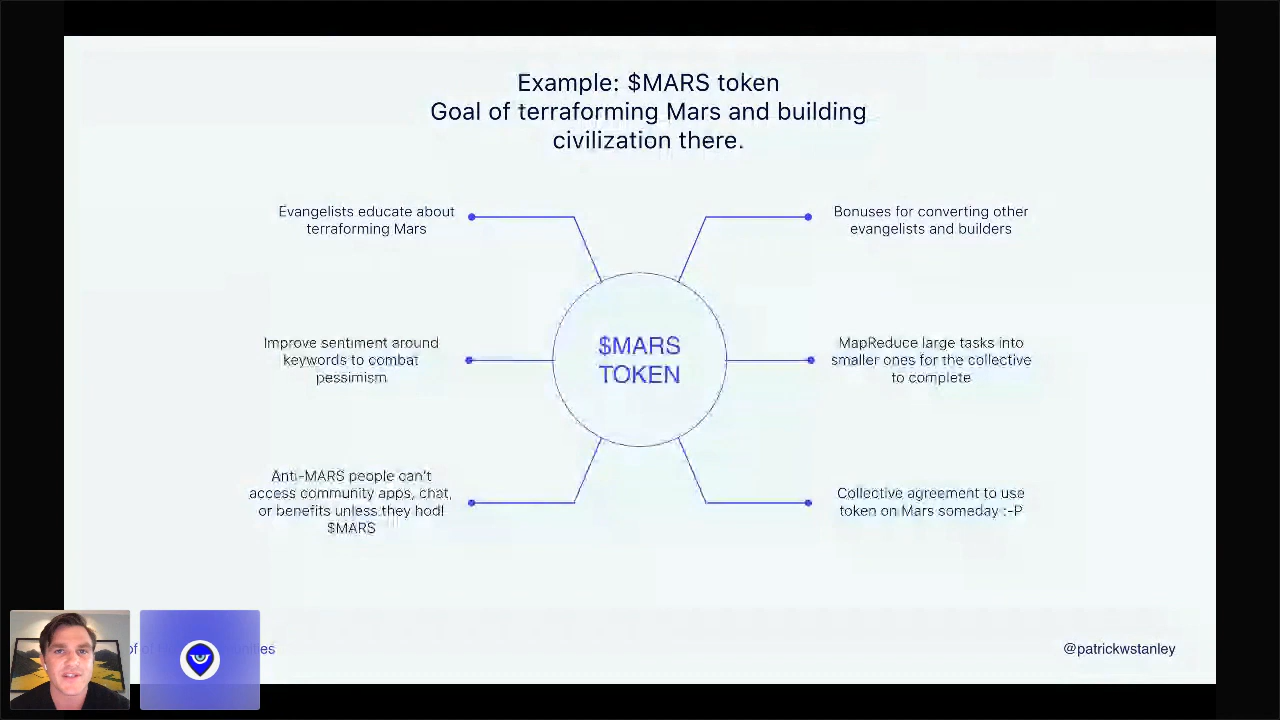 Example: $MARS token
Goal of terraforming Mars and building
civilization there.
Evangelists educate about
terraforming Mars
Bonuses for converting other
evangelists and builders
Improve sentiment around
keywords to combat
pessimism
$MARS
TOKEN
MapReduce large tasks into
smaller ones for the collective
to complete
Anti-MARS people can't
access community apps, chat,
or benefits unless they hodl
$MARS
Collective agreement to use
token on Mars someday :-P
@patrickwstanley